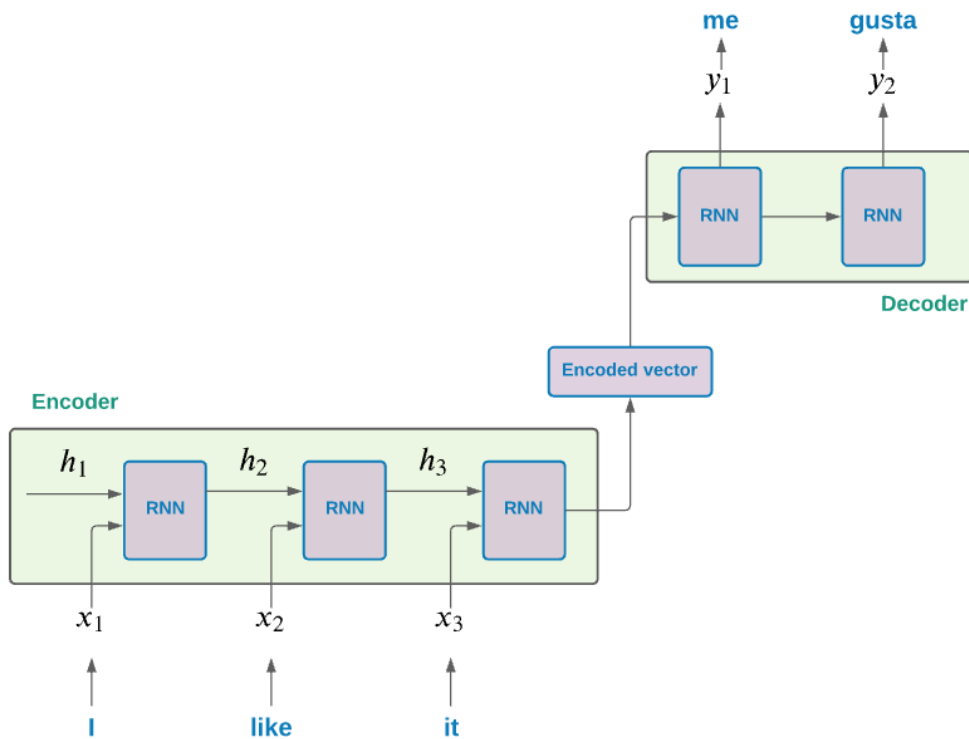 me gusta
y₁ y₂
RNN RNN
Decoder
Encoded vector
Encoder
h₁ h₂ h₃
RNN RNN RNN
x₁ x₂ x₃
I like it